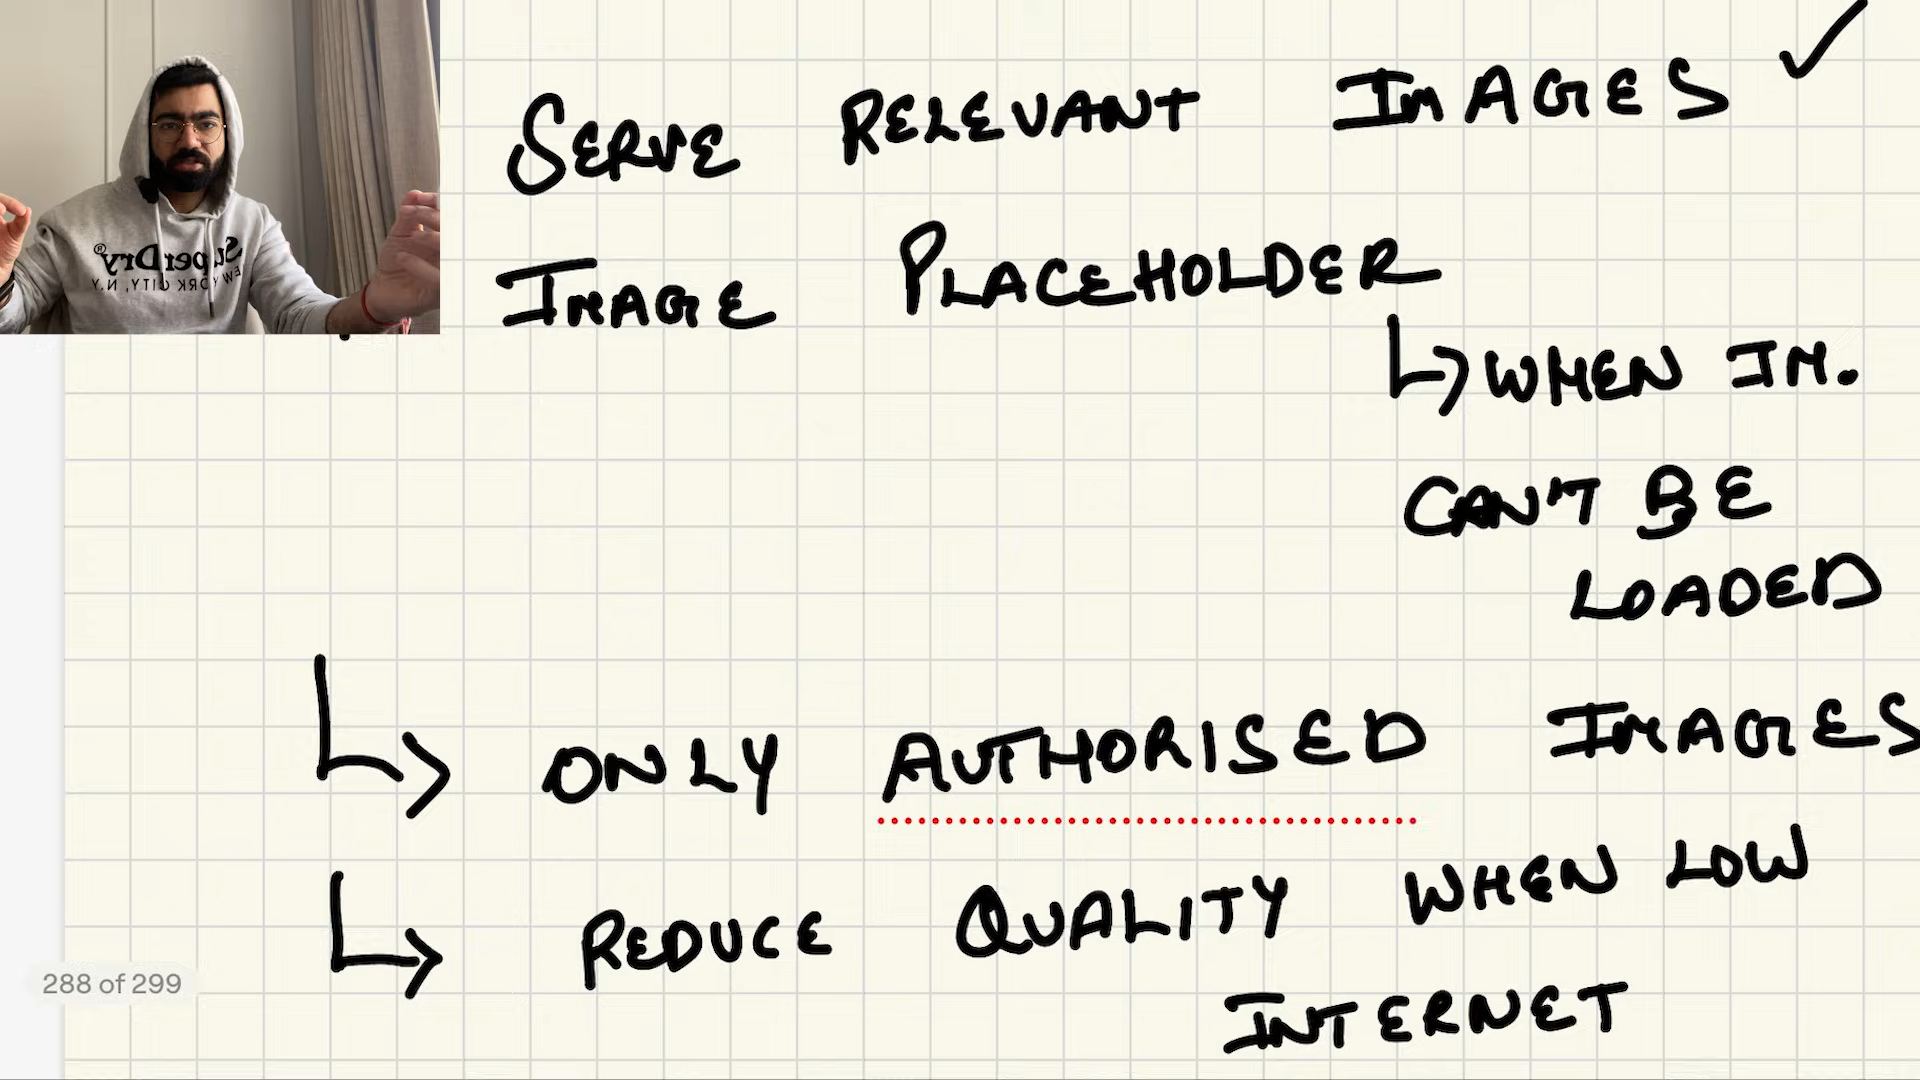 SERVE RELEVANT IMAGES
IMAGE PLACEHOLDER
WHEN IM.
CAN'T BE
LOADED
ONLY AUTHORISED IMAGES
REDUCE QUALITY WHEN LOW
INTERNET
288 of 299
SuperDry®
NEW YORK CITY, N.Y